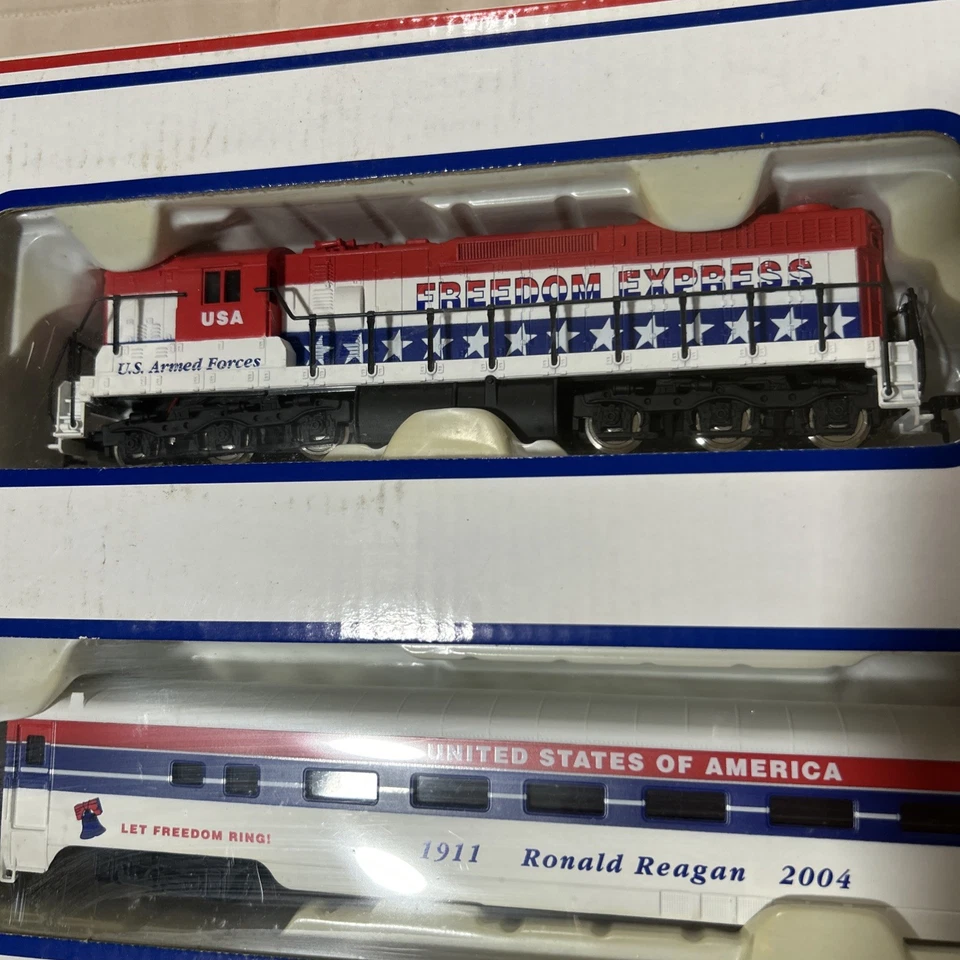 FREEDOM EXPRESS
USA
U.S. Armed Forces
UNITED STATES OF AMERICA
LET FREEDOM RING!
1911 Ronald Reagan 2004